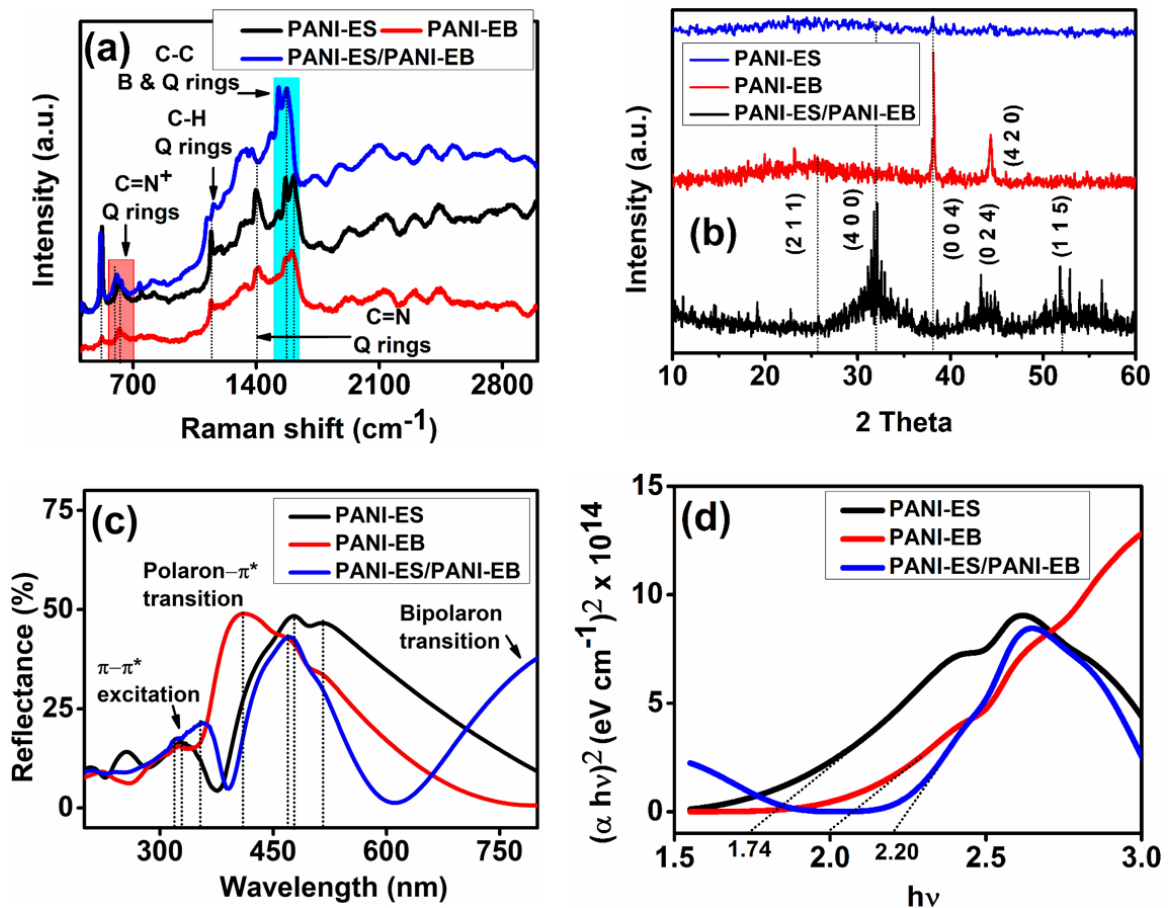 (a)
PANI-ES PANI-EB
PANI-ES/PANI-EB
C-C
B & Q rings
C-H
Q rings
C=N+
Q rings
C=N
Q rings
Intensity (a.u.)
700 1400 2100 2800
Raman shift (cm-1)
PANI-ES
PANI-EB
PANI-ES/PANI-EB
(b)
(2 1 1)
(4 0 0)
(0 0 4)
(0 2 4)
(4 2 0)
(1 1 5)
Intensity (a.u.)
10 20 30 40 50 60
2 Theta
(c)
PANI-ES
PANI-EB
PANI-ES/PANI-EB
Polaron−π*
transition
Bipolaron
transition
π−π*
excitation
Reflectance (%)
75
50
25
0
300 450 600 750
Wavelength (nm)
(d)
PANI-ES
PANI-EB
PANI-ES/PANI-EB
(α hν)2 (eV cm-1)2 x 1014
15
10
5
0
1.74 2.20
1.5 2.0 2.5 3.0
hν